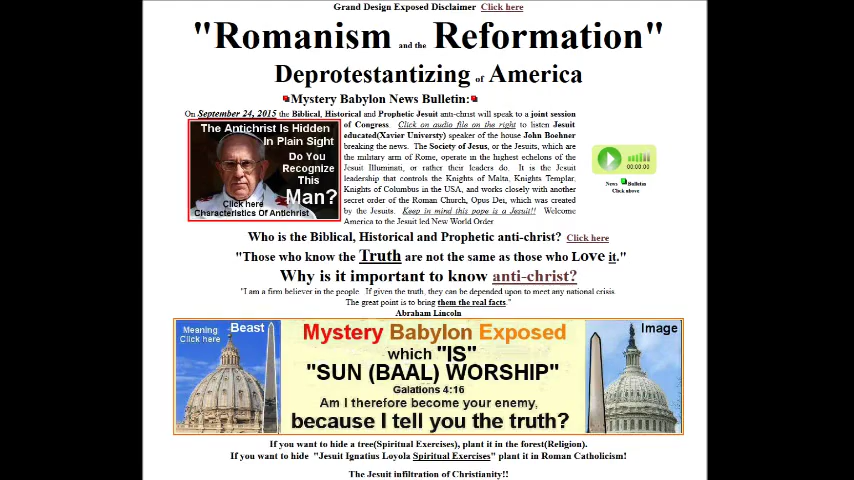 Grand Design Exposed Disclaimer Click here
"Romanism and the Reformation"
Deprotestantizing of America
Mystery Babylon News Bulletin:
On September 24, 2015 the Biblical, Historical and Prophetic Jesuit anti-christ will speak to a joint session
of Congress. Click on audio file on the right to listen Jesuit
educated(Xavier Universty) speaker of the house John Boehner
breaking the news. The Society of Jesus, or the Jesuits, which are
the military arm of Rome, operate in the highest echelons of the
Jesuit Illuminati, or rather their leaders do. It is the Jesuit
leadership that controls the Knights of Malta, Knights Templar,
Knights of Columbus in the USA, and works closely with another
secret order of the Roman Church, Opus Dei, which was created
by the Jesuits. Keep in mind this pope is a Jesuit!! Welcome
America to the Jesuit led New World Order
The Antichrist Is Hidden
In Plain Sight
Do You
Recognize
This
Man?
Click here
Characteristics Of Antichrist
00:00:00
News Bulletin
Click above
Who is the Biblical, Historical and Prophetic anti-christ? Click here
"Those who know the Truth are not the same as those who Love it."
Why is it important to know anti-christ?
"I am a firm believer in the people. If given the truth, they can be depended upon to meet any national crisis.
The great point is to bring them the real facts."
Abraham Lincoln
Meaning
Click here
Beast
Mystery Babylon Exposed
which "IS"
"SUN (BAAL) WORSHIP"
Galations 4:16
Am I therefore become your enemy,
because I tell you the truth?
Image
If you want to hide a tree(Spiritual Exercises), plant it in the forest(Religion).
If you want to hide "Jesuit Ignatius Loyola Spiritual Exercises" plant it in Roman Catholicism!
The Jesuit infiltration of Christianity!!